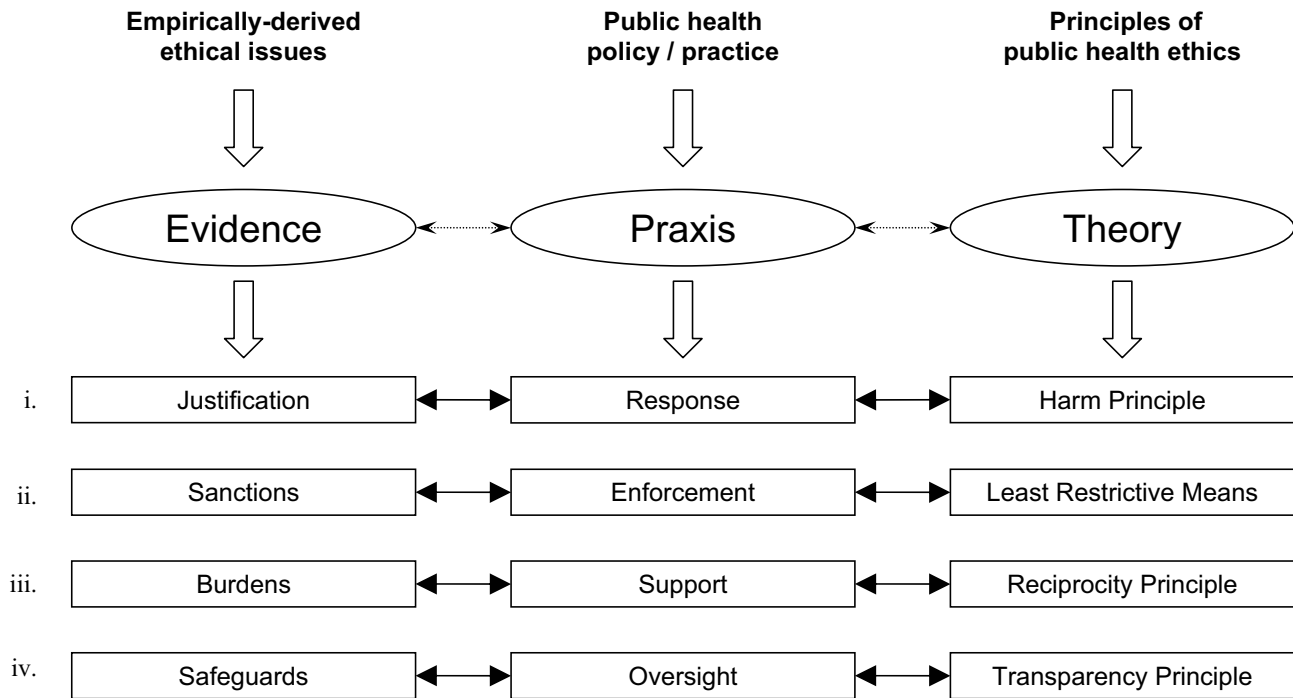 Empirically-derived
ethical issues
Public health
policy / practice
Principles of
public health ethics
Evidence
Praxis
Theory
i.
Justification
Response
Harm Principle
ii.
Sanctions
Enforcement
Least Restrictive Means
iii.
Burdens
Support
Reciprocity Principle
iv.
Safeguards
Oversight
Transparency Principle